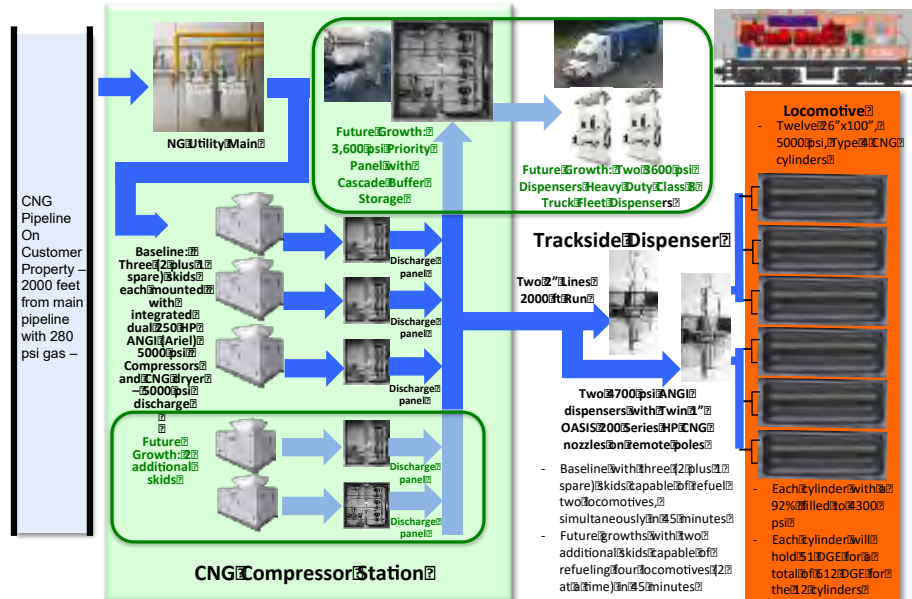 CNG
Pipeline
On
Customer
Property –
2000 feet
from main
pipeline
with 280
psi gas –
NG Utility Main
Baseline:
Three (2 plus 1
spare) skids
each mounted
with
integrated
dual 250 HP
ANGI (Ariel)
5000 psi
Compressors
and CNG dryer
– 5000 psi
discharge
Future
Growth: 2
additional
skids
Discharge
panel
Discharge
panel
Discharge
panel
Discharge
panel
Discharge
panel
CNG Compressor Station
Future Growth:
3,600 psi Priority
Panel with
Cascade Buffer
Storage
Future Growth: Two 3600 psi
Dispensers Heavy Duty Class 8
Truck Fleet Dispensers
Trackside Dispenser
Two 2" Lines
2000 ft Run
Two 4700 psi ANGI
dispensers with Twin 1"
OASIS 200 Series HP CNG
nozzles on remote poles
- Baseline with three (2 plus 1
spare) skids capable of refuel
two locomotives,
simultaneously in 45 minutes
- Future growths with two
additional skids capable of
refueling four locomotives (2
at a time) in 45 minutes
Locomotive
- Twelve 26"x100",
5000 psi, Type 4 CNG
cylinders
- Each cylinder with a
92% filled to 4300
psi
- Each cylinder will
hold 51 DGE for a
total of 612 DGE for
the 12 cylinders